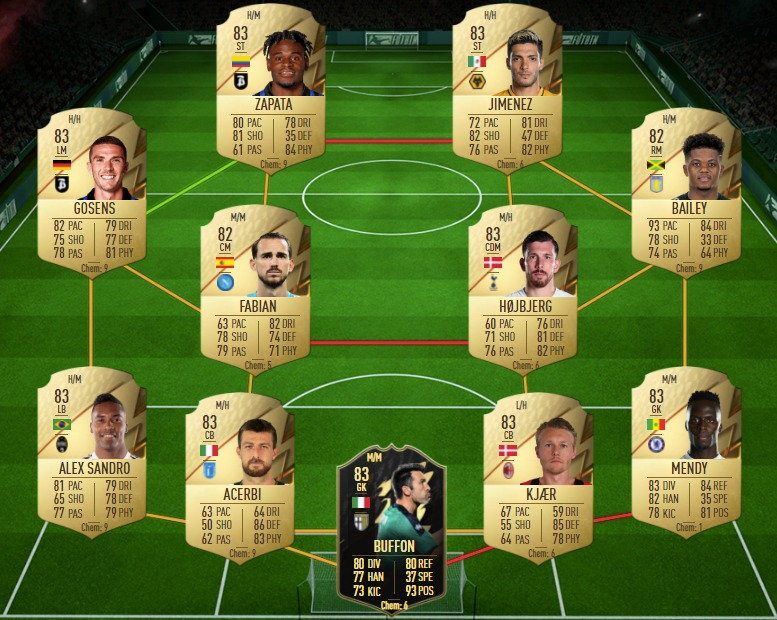 H/M
83
ST
ZAPATA
80 PAC 78 DRI
81 SHO 35 DEF
61 PAS 84 PHY
Chem: 9
H/H
83
ST
JIMENEZ
72 PAC 81 DRI
82 SHO 47 DEF
76 PAS 82 PHY
Chem: 6
H/H
83
LM
GOSENS
82 PAC 79 DRI
75 SHO 77 DEF
78 PAS 81 PHY
Chem: 9
H/M
82
RM
BAILEY
93 PAC 84 DRI
78 SHO 33 DEF
74 PAS 64 PHY
Chem: 9
M/M
82
CM
FABIAN
63 PAC 82 DRI
78 SHO 74 DEF
79 PAS 71 PHY
Chem: 5
M/H
83
CDM
HØJBJERG
60 PAC 76 DRI
71 SHO 81 DEF
76 PAS 82 PHY
H/M
83
LB
ALEX SANDRO
81 PAC 79 DRI
65 SHO 78 DEF
77 PAS 79 PHY
Chem: 9
M/H
83
CB
ACERBI
63 PAC 64 DRI
50 SHO 86 DEF
62 PAS 83 PHY
Chem: 9
M/M
83
GK
BUFFON
80 DIV 80 REF
77 HAN 37 SPE
73 KIC 93 POS
Chem: 6
L/H
83
CB
KJÆR
67 PAC 59 DRI
55 SHO 85 DEF
64 PAS 78 PHY
Chem: 6
M/M
83
GK
MENDY
83 DIV 84 REF
82 HAN 35 SPE
78 KIC 81 POS
Chem: 1